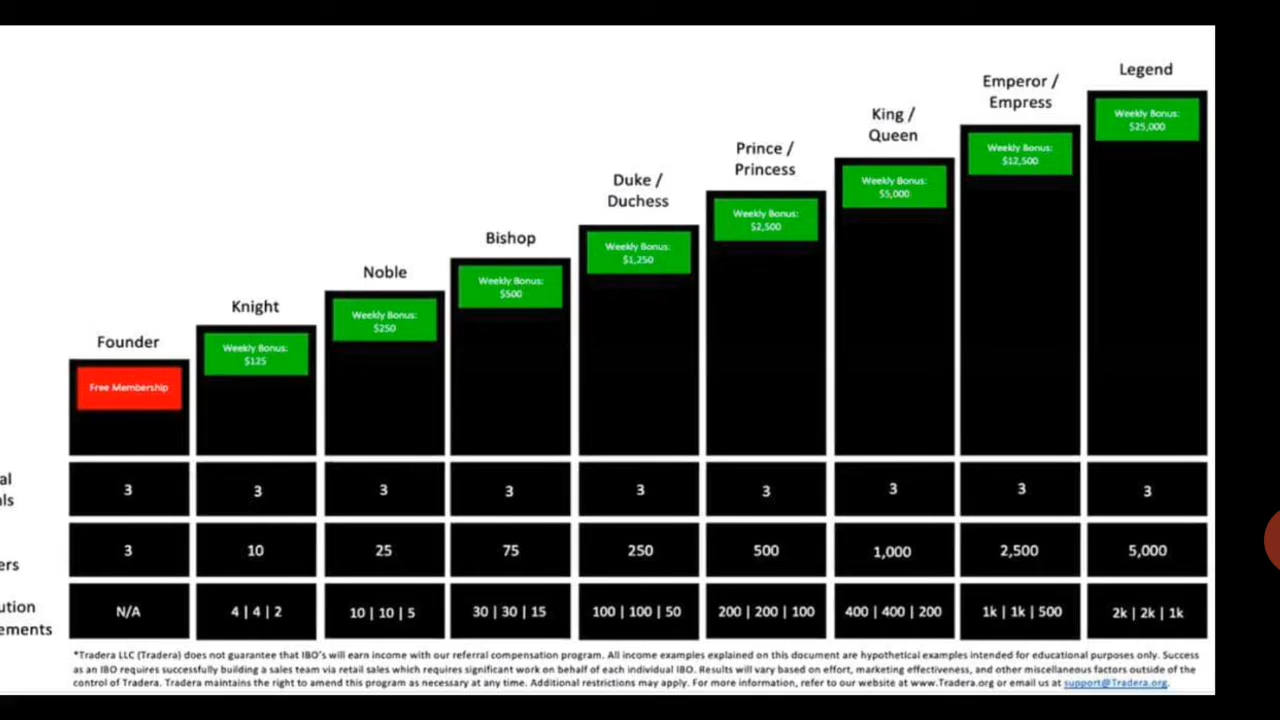 Legend
Weekly Bonus:
$25,000
Emperor /
Empress
Weekly Bonus:
$12,500
King /
Queen
Weekly Bonus:
$5,000
Prince /
Princess
Weekly Bonus:
$2,500
Duke /
Duchess
Weekly Bonus:
$1,250
Bishop
Weekly Bonus:
$500
Noble
Weekly Bonus:
$250
Knight
Weekly Bonus:
$125
Founder
Free Membership
al
ls
3 3 3 3 3 3 3 3 3
ers
3 10 25 75 250 500 1,000 2,500 5,000
ution
ements
N/A 4 | 4 | 2 10 | 10 | 5 30 | 30 | 15 100 | 100 | 50 200 | 200 | 100 400 | 400 | 200 1k | 1k | 500 2k | 2k | 1k
*Tradera LLC (Tradera) does not guarantee that IBO's will earn income with our referral compensation program. All income examples explained on this document are hypothetical examples intended for educational purposes only. Success
as an IBO requires successfully building a sales team via retail sales which requires significant work on behalf of each individual IBO. Results will vary based on effort, marketing effectiveness, and other miscellaneous factors outside of the
control of Tradera. Tradera maintains the right to amend this program as necessary at any time. Additional restrictions may apply. For more information, refer to our website at www.Tradera.org or email us at support@Tradera.org.